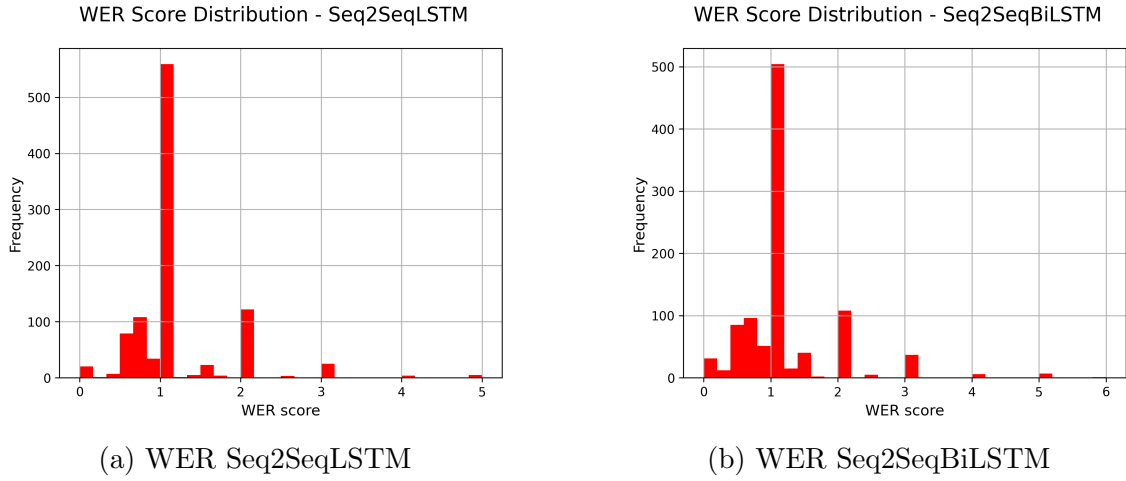 WER Score Distribution - Seq2SeqLSTM
500
400
300
200
100
0
Frequency
0 1 2 3 4 5
WER score
(a) WER Seq2SeqLSTM
WER Score Distribution - Seq2SeqBiLSTM
500
400
300
200
100
0
Frequency
0 1 2 3 4 5 6
WER score
(b) WER Seq2SeqBiLSTM